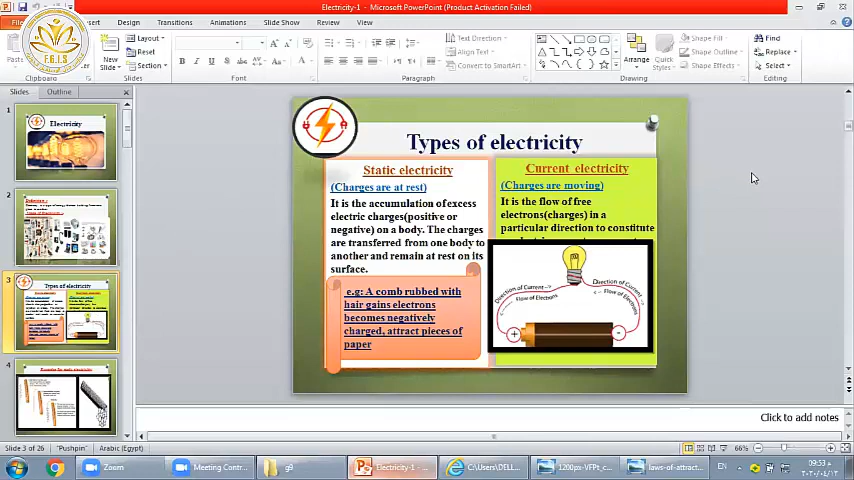 Electricity-1 - Microsoft PowerPoint (Product Activation Failed)
Insert Design Transitions Animations Slide Show Review View
F.G.I.S
Paste
New
Slide
Layout
Reset
Section
Text Direction
Align Text
Convert to SmartArt
Arrange
Quick
Styles
Shape Fill
Shape Outline
Shape Effects
Find
Replace
Select
Clipboard Slides Font Paragraph Drawing Editing
Slides Outline
1
Electricity
2
3
Types of electricity
4
Types of electricity
Static electricity
(Charges are at rest)
It is the accumulation of excess
electric charges(positive or
negative) on a body. The charges
are transferred from one body to
another and remain at rest on its
surface.
e.g: A comb rubbed with
hair gains electrons
becomes negatively
charged, attract pieces of
paper
Current electricity
(Charges are moving)
It is the flow of free
electrons(charges) in a
particular direction to constitute
Direction of Current
Flow of Electrons
Direction of Current
Flow of Electrons
+
-
Click to add notes
Slide 3 of 26 "Pushpin" Arabic (Egypt) 66%
Zoom
Meeting Contr...
g9
Electricity-1 - ...
C:\Users\DELL...
1200px-VFPt_c...
laws-of-attract...
EN